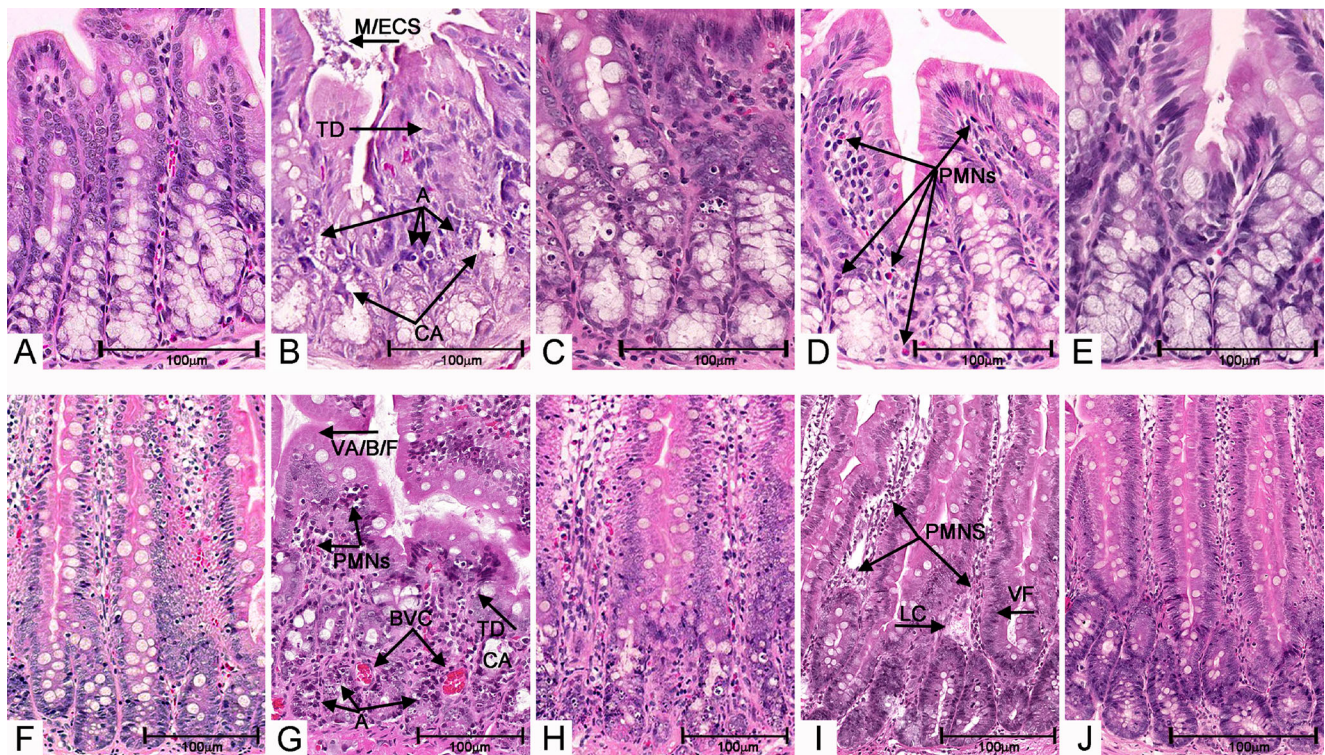 M/ECS
TD
A
CA
PMNs
A
100µm
B
100µm
C
100µm
D
100µm
E
100µm
VA/B/F
PMNs
BVC
TD
CA
A
PMNS
LC
VF
F
100µm
G
100µm
H
100µm
I
100µm
J
100µm